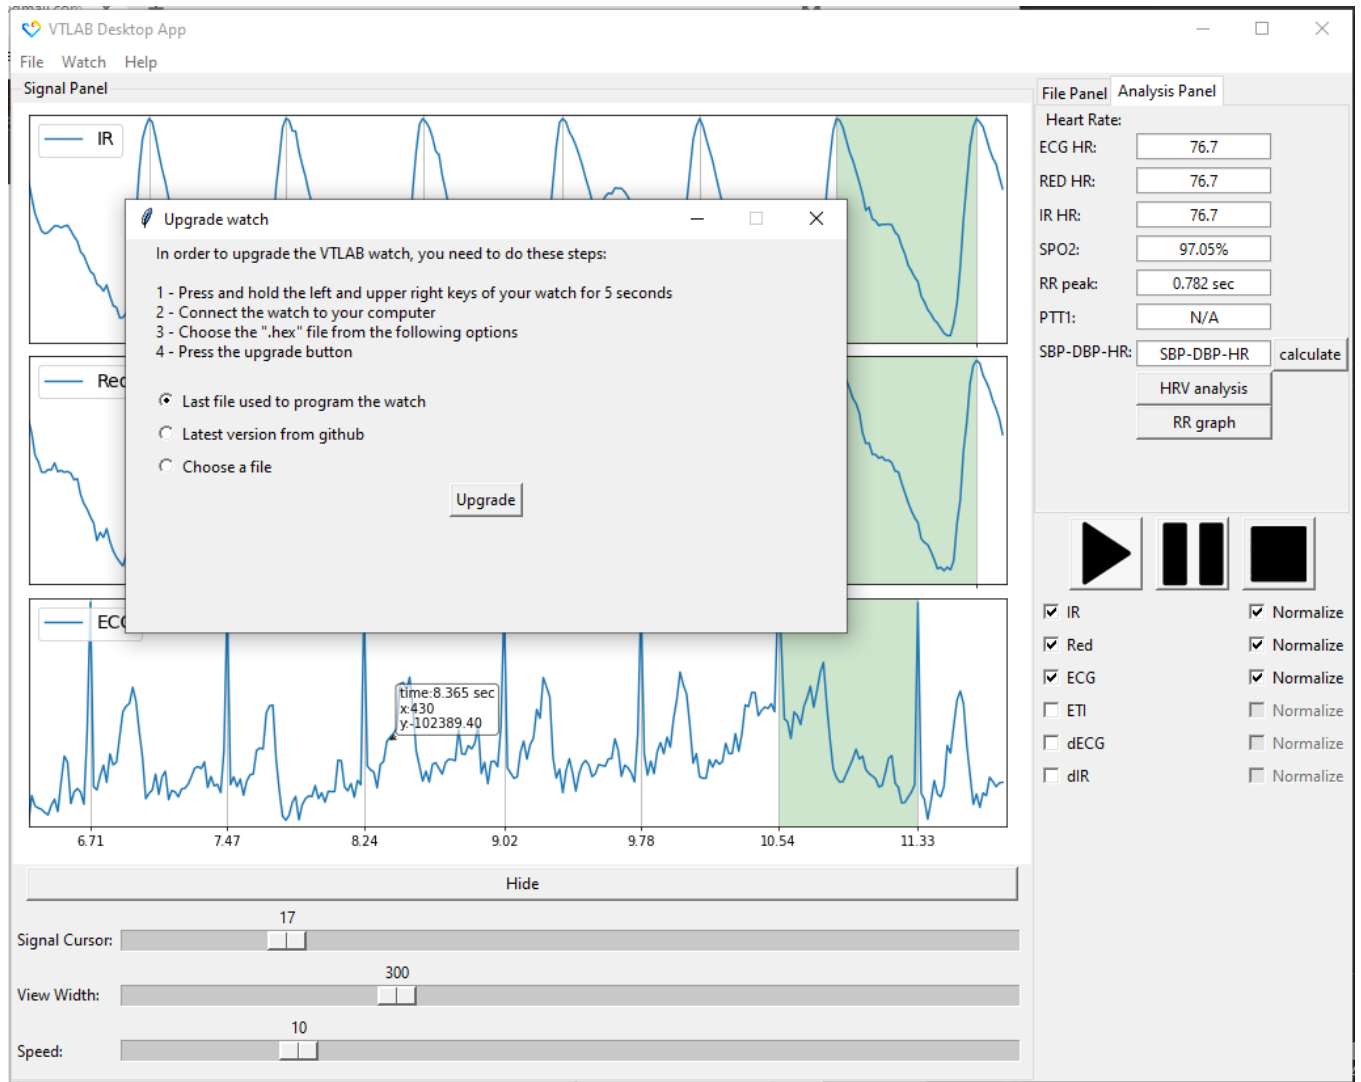 VTLAB Desktop App
File Watch Help
Signal Panel
IR
Upgrade watch
In order to upgrade the VTLAB watch, you need to do these steps:
1 - Press and hold the left and upper right keys of your watch for 5 seconds
2 - Connect the watch to your computer
3 - Choose the ".hex" file from the following options
4 - Press the upgrade button
Last file used to program the watch
Latest version from github
Choose a file
Upgrade
time:8.365 sec
x:430
y:-102389.40
6.71 7.47 8.24 9.02 9.78 10.54 11.33
Hide
17
Signal Cursor:
300
View Width:
10
Speed:
File Panel Analysis Panel
Heart Rate:
ECG HR: 76.7
RED HR: 76.7
IR HR: 76.7
SPO2: 97.05%
RR peak: 0.782 sec
PTT1: N/A
SBP-DBP-HR: SBP-DBP-HR calculate
HRV analysis
RR graph
IR Normalize
Red Normalize
ECG Normalize
ETI Normalize
dECG Normalize
dIR Normalize